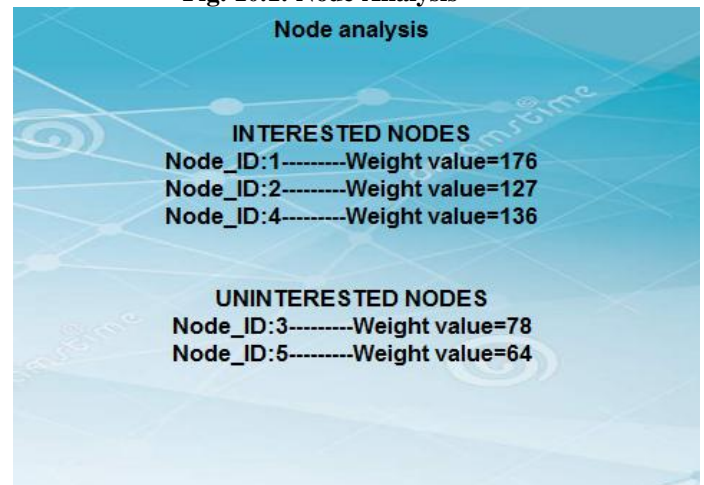 Node analysis
INTERESTED NODES
Node_ID:1---------Weight value=176
Node_ID:2---------Weight value=127
Node_ID:4---------Weight value=136
UNINTERESTED NODES
Node_ID:3---------Weight value=78
Node_ID:5---------Weight value=64